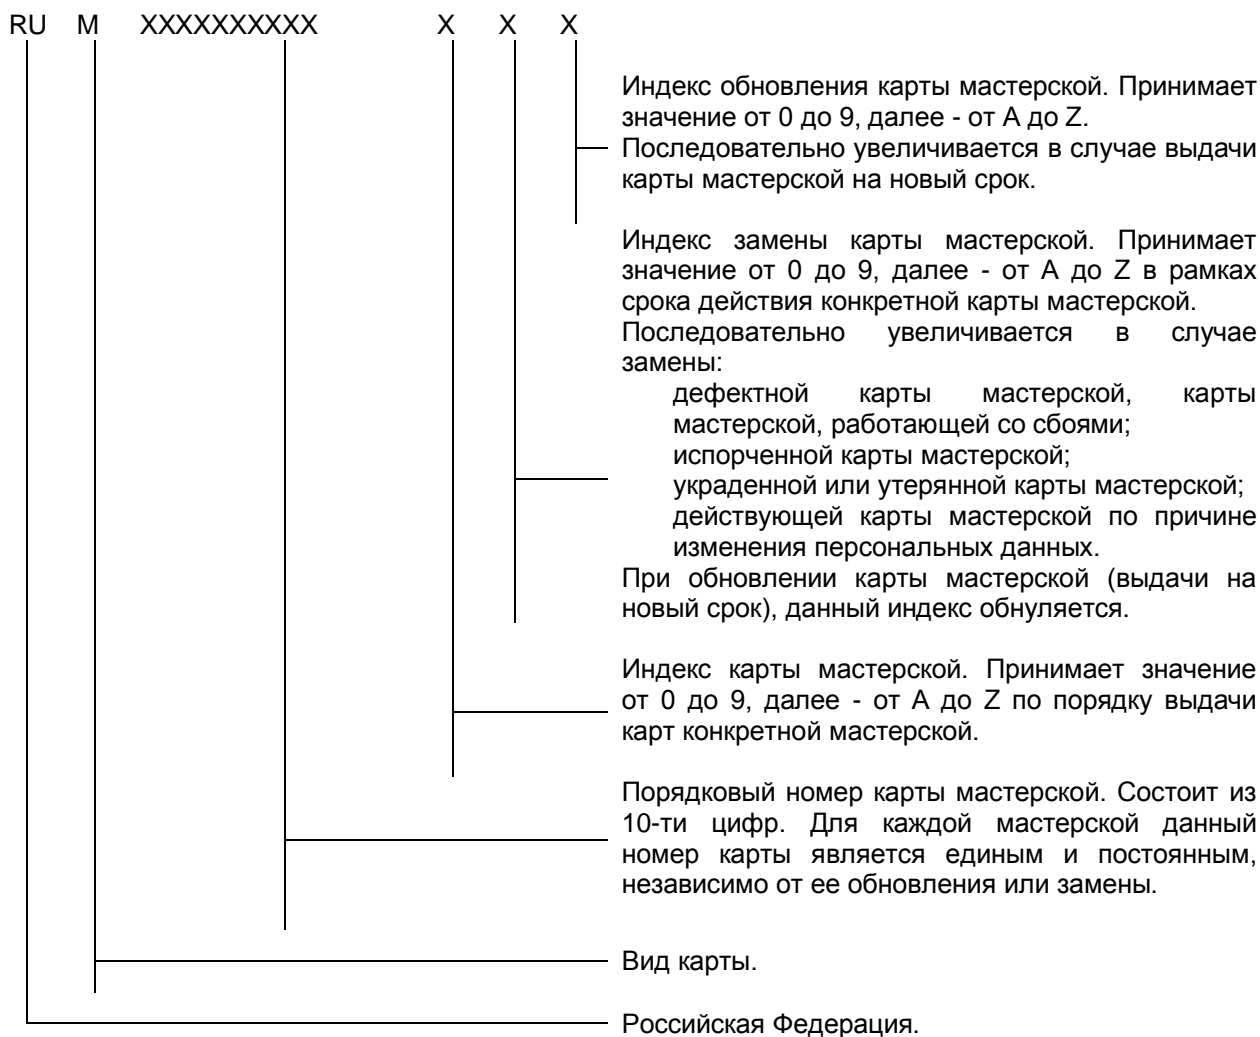 RU M XXXXXXXXXX X X X
Индекс обновления карты мастерской. Принимает
значение от 0 до 9, далее - от A до Z.
Последовательно увеличивается в случае выдачи
карты мастерской на новый срок.
Индекс замены карты мастерской. Принимает
значение от 0 до 9, далее - от A до Z в рамках
срока действия конкретной карты мастерской.
Последовательно увеличивается в случае
замены:
дефектной карты мастерской, карты
мастерской, работающей со сбоями;
испорченной карты мастерской;
украденной или утерянной карты мастерской;
действующей карты мастерской по причине
изменения персональных данных.
При обновлении карты мастерской (выдачи на
новый срок), данный индекс обнуляется.
Индекс карты мастерской. Принимает значение
от 0 до 9, далее - от A до Z по порядку выдачи
карт конкретной мастерской.
Порядковый номер карты мастерской. Состоит из
10-ти цифр. Для каждой мастерской данный
номер карты является единым и постоянным,
независимо от ее обновления или замены.
Вид карты.
Российская Федерация.